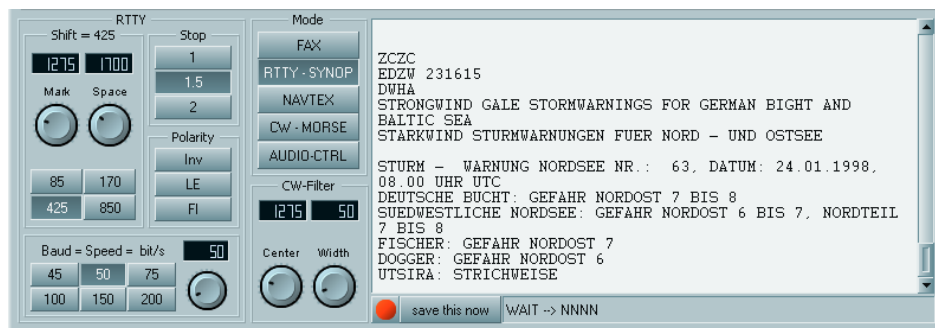 RTTY
Shift = 425
1275 1700
Mark Space
85 170
425 850
Stop
1
1.5
2
Polarity
Inv
LE
FI
Baud = Speed = bit/s 50
45 50 75
100 150 200
Mode
FAX
RTTY - SYNOP
NAVTEX
CW - MORSE
AUDIO-CTRL
CW-Filter
1275 50
Center Width
ZCZC
EDZW 231615
DWHA
STRONGWIND GALE STORMWARNINGS FOR GERMAN BIGHT AND
BALTIC SEA
STARKWIND STURMWARNUNGEN FUER NORD - UND OSTSEE
STURM - WARNUNG NORDSEE NR.: 63, DATUM: 24.01.1998,
08.00 UHR UTC
DEUTSCHE BUCHT: GEFAHR NORDOST 7 BIS 8
SUEDWESTLICHE NORDSEE: GEFAHR NORDOST 6 BIS 7, NORDTEIL
7 BIS 8
FISCHER: GEFAHR NORDOST 7
DOGGER: GEFAHR NORDOST 6
UTSIRA: STRICHWEISE
save this now WAIT --> NNNN